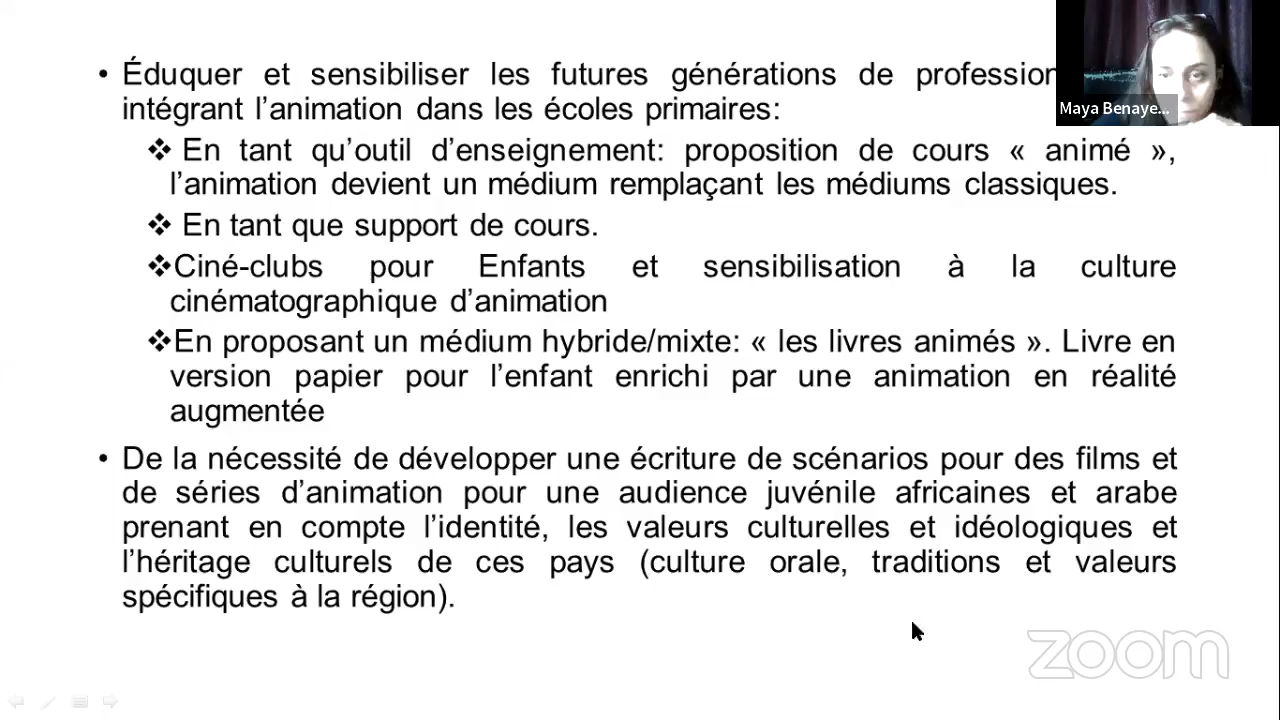 • Éduquer et sensibiliser les futures générations de profession
intégrant l’animation dans les écoles primaires:
❖ En tant qu’outil d’enseignement: proposition de cours « animé »,
l’animation devient un médium remplaçant les médiums classiques.
❖ En tant que support de cours.
❖Ciné-clubs pour Enfants et sensibilisation à la culture
cinématographique d’animation
❖En proposant un médium hybride/mixte: « les livres animés ». Livre en
version papier pour l’enfant enrichi par une animation en réalité
augmentée
• De la nécessité de développer une écriture de scénarios pour des films et
de séries d’animation pour une audience juvénile africaines et arabe
prenant en compte l’identité, les valeurs culturelles et idéologiques et
l’héritage culturels de ces pays (culture orale, traditions et valeurs
spécifiques à la région).
Maya Benaye...
zoom